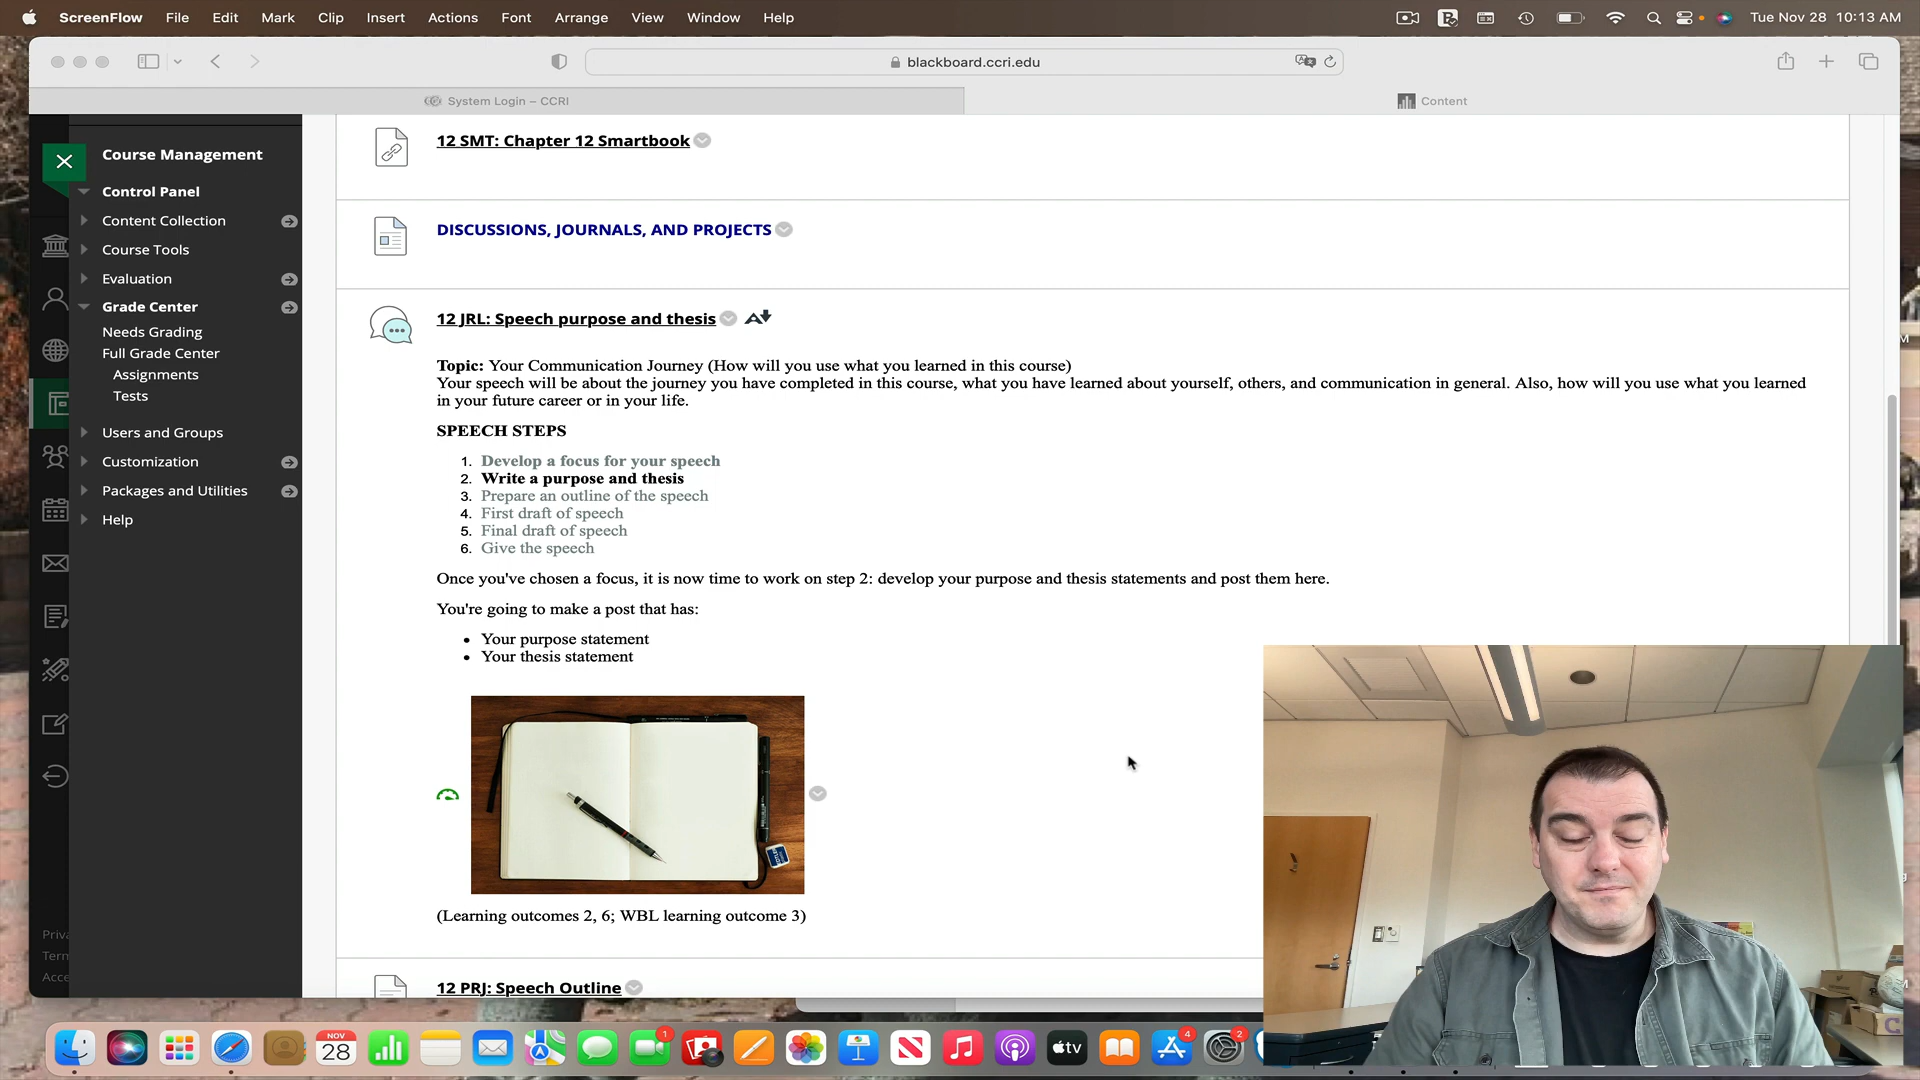 ScreenFlow File Edit Mark Clip Insert Actions Font Arrange View Window Help Tue Nov 28 10:13 AM
blackboard.ccri.edu
System Login – CCRI
Content
Course Management
Control Panel
Content Collection
Course Tools
Evaluation
Grade Center
Needs Grading
Full Grade Center
Assignments
Tests
Users and Groups
Customization
Packages and Utilities
Help
Priva
Term
Acce
12 SMT: Chapter 12 Smartbook
DISCUSSIONS, JOURNALS, AND PROJECTS
12 JRL: Speech purpose and thesis
Topic: Your Communication Journey (How will you use what you learned in this course)
Your speech will be about the journey you have completed in this course, what you have learned about yourself, others, and communication in general. Also, how will you use what you learned
in your future career or in your life.
SPEECH STEPS
1. Develop a focus for your speech
2. Write a purpose and thesis
3. Prepare an outline of the speech
4. First draft of speech
5. Final draft of speech
6. Give the speech
Once you've chosen a focus, it is now time to work on step 2: develop your purpose and thesis statements and post them here.
You're going to make a post that has:
• Your purpose statement
• Your thesis statement
(Learning outcomes 2, 6; WBL learning outcome 3)
12 PRJ: Speech Outline
NOV
28
1
tv
4
2